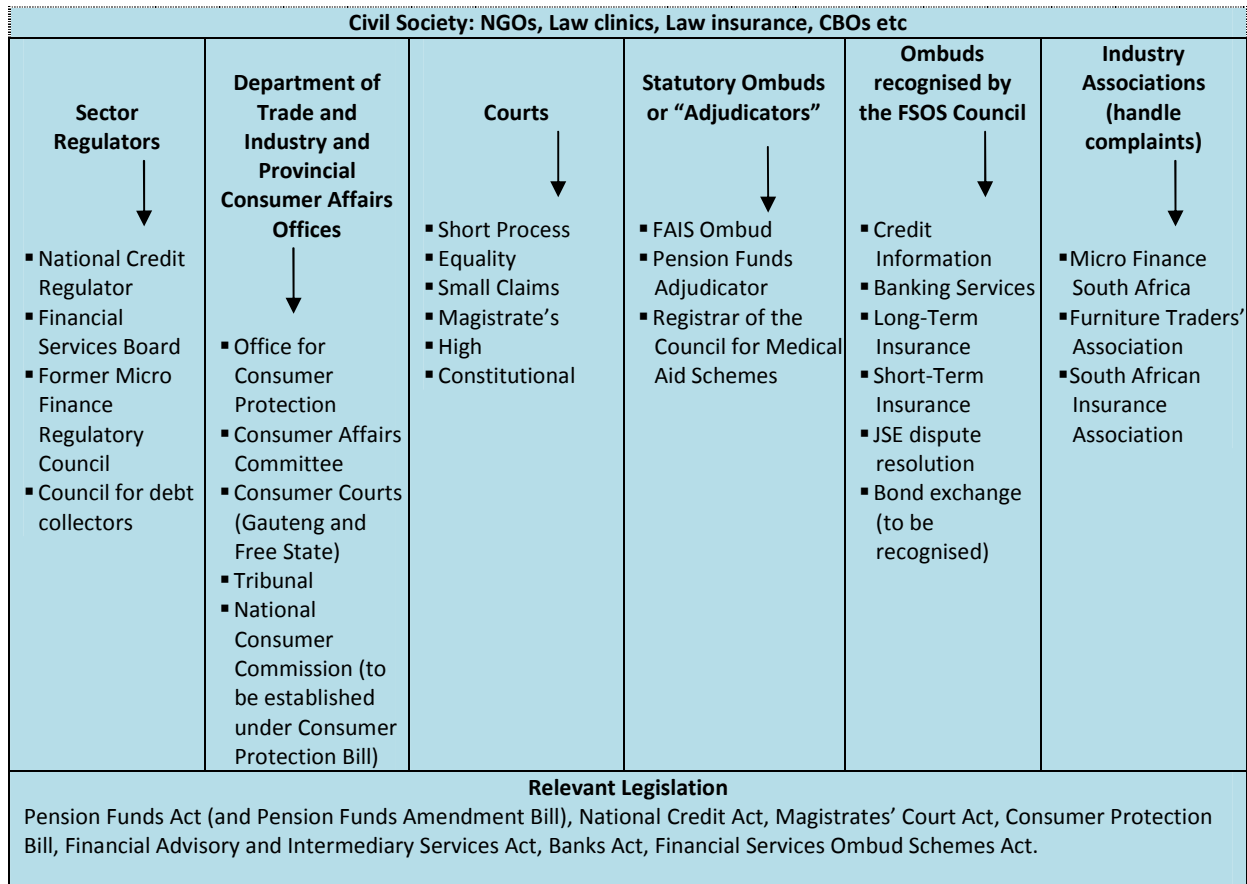 Civil Society: NGOs, Law clinics, Law insurance, CBOs etc
Sector
Regulators
▪ National Credit
Regulator
▪ Financial
Services Board
▪ Former Micro
Finance
Regulatory
Council
▪ Council for debt
collectors
Department of
Trade and
Industry and
Provincial
Consumer Affairs
Offices
▪ Office for
Consumer
Protection
▪ Consumer Affairs
Committee
▪ Consumer Courts
(Gauteng and
Free State)
▪ Tribunal
▪ National
Consumer
Commission (to
be established
under Consumer
Protection Bill)
Courts
▪ Short Process
▪ Equality
▪ Small Claims
▪ Magistrate's
▪ High
▪ Constitutional
Statutory Ombuds
or “Adjudicators”
▪ FAIS Ombud
▪ Pension Funds
Adjudicator
▪ Registrar of the
Council for Medical
Aid Schemes
Ombuds
recognised by
the FSOS Council
▪ Credit
Information
▪ Banking Services
▪ Long-Term
Insurance
▪ Short-Term
Insurance
▪ JSE dispute
resolution
▪ Bond exchange
(to be
recognised)
Industry
Associations
(handle
complaints)
▪ Micro Finance
South Africa
▪ Furniture Traders’
Association
▪ South African
Insurance
Association
Relevant Legislation
Pension Funds Act (and Pension Funds Amendment Bill), National Credit Act, Magistrates’ Court Act, Consumer Protection
Bill, Financial Advisory and Intermediary Services Act, Banks Act, Financial Services Ombud Schemes Act.